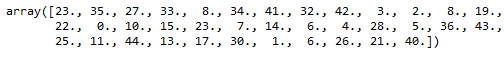 array([23., 35., 27., 33., 8., 34., 41., 32., 42., 3., 2., 8., 19.,
22., 0., 10., 15., 23., 7., 14., 6., 4., 28., 5., 36., 43.,
25., 11., 44., 13., 17., 30., 1., 6., 26., 21., 40.])